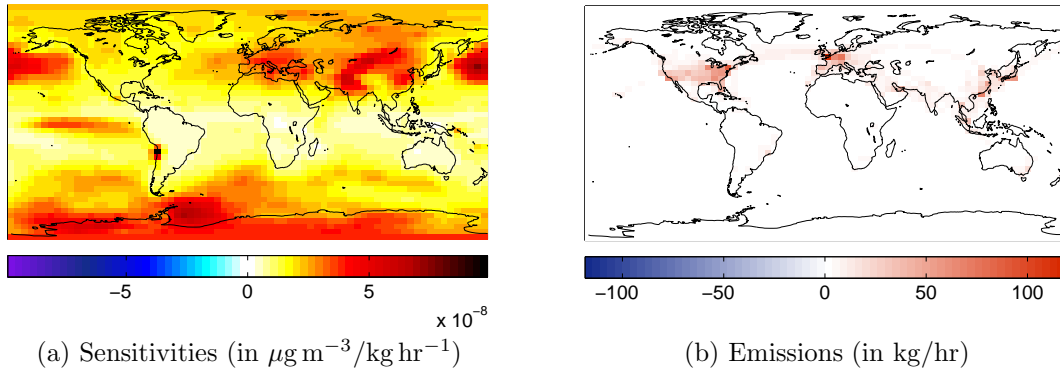 −5 0 5
x 10⁻⁸
−100 −50 0 50 100
(a) Sensitivities (in μg m⁻³/kg hr⁻¹)
(b) Emissions (in kg/hr)